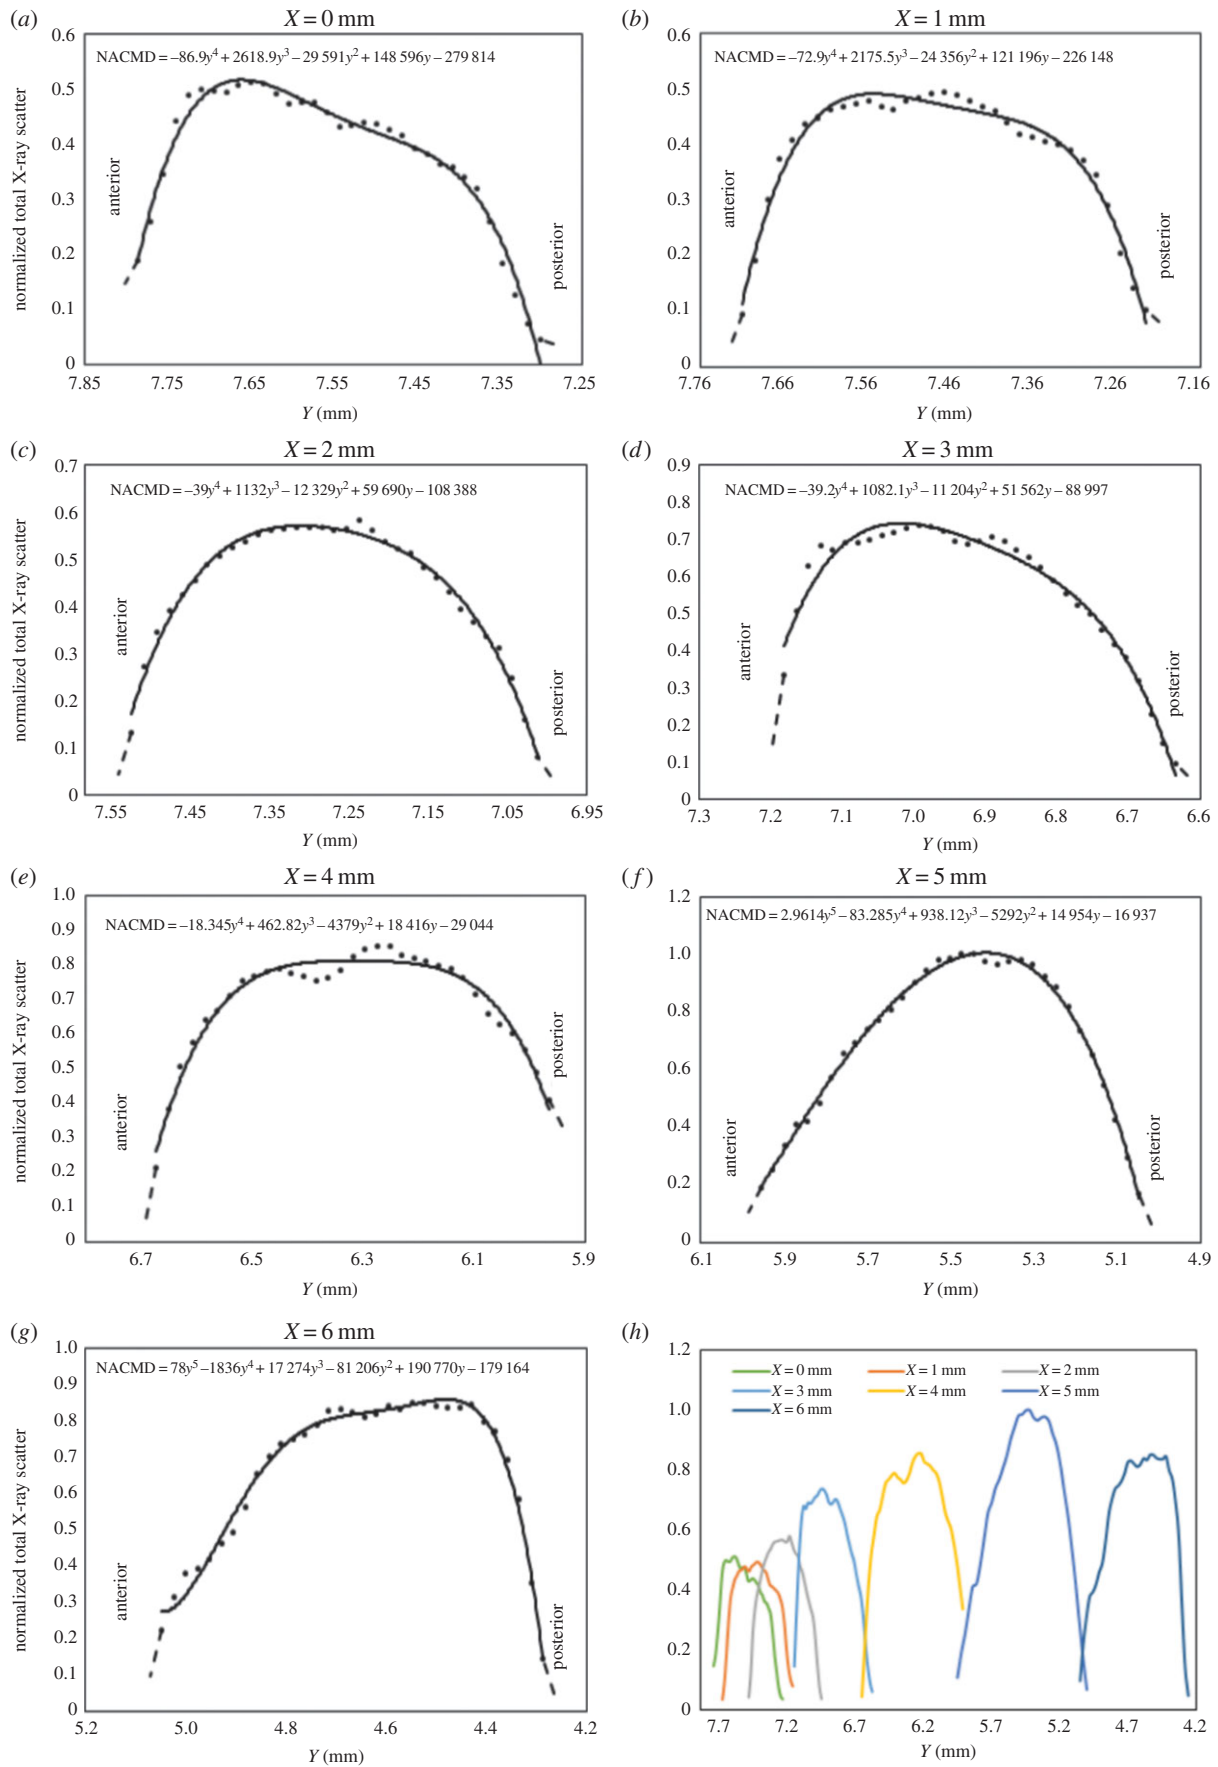 (a) X = 0 mm
NACMD = –86.9y⁴ + 2618.9y³ – 29 591y² + 148 596y – 279 814
normalized total X-ray scatter
0.6
0.5
0.4
0.3
0.2
0.1
0
anterior
posterior
7.85 7.75 7.65 7.55 7.45 7.35 7.25
Y (mm)
(b) X = 1 mm
NACMD = –72.9y⁴ + 2175.5y³ – 24 356y² + 121 196y – 226 148
0.6
0.5
0.4
0.3
0.2
0.1
0
anterior
posterior
7.76 7.66 7.56 7.46 7.36 7.26 7.16
Y (mm)
(c) X = 2 mm
NACMD = –39y⁴ + 1132y³ – 12 329y² + 59 690y – 108 388
normalized total X-ray scatter
0.7
0.6
0.5
0.4
0.3
0.2
0.1
0
anterior
posterior
7.55 7.45 7.35 7.25 7.15 7.05 6.95
Y (mm)
(d) X = 3 mm
NACMD = –39.2y⁴ + 1082.1y³ – 11 204y² + 51 562y – 88 997
0.9
0.8
0.7
0.6
0.5
0.4
0.3
0.2
0.1
0
anterior
posterior
7.3 7.2 7.1 7.0 6.9 6.8 6.7 6.6
Y (mm)
(e) X = 4 mm
NACMD = –18.345y⁴ + 462.82y³ – 4379y² + 18 416y – 29 044
normalized total X-ray scatter
1.0
0.9
0.8
0.7
0.6
0.5
0.4
0.3
0.2
0.1
0
anterior
posterior
6.7 6.5 6.3 6.1 5.9
Y (mm)
(f) X = 5 mm
NACMD = 2.9614y⁵ – 83.285y⁴ + 938.12y³ – 5292y² + 14 954y – 16 937
1.2
1.0
0.8
0.6
0.4
0.2
0
anterior
posterior
6.1 5.9 5.7 5.5 5.3 5.1 4.9
Y (mm)
(g) X = 6 mm
NACMD = 78y⁵ –1836y⁴ + 17 274y³ – 81 206y² + 190 770y – 179 164
normalized total X-ray scatter
1.0
0.9
0.8
0.7
0.6
0.5
0.4
0.3
0.2
0.1
0
anterior
posterior
5.2 5.0 4.8 4.6 4.4 4.2
Y (mm)
(h)
X = 0 mm X = 1 mm X = 2 mm
X = 3 mm X = 4 mm X = 5 mm
X = 6 mm
1.2
1.0
0.8
0.6
0.4
0.2
0
7.7 7.2 6.7 6.2 5.7 5.2 4.7 4.2
Y (mm)